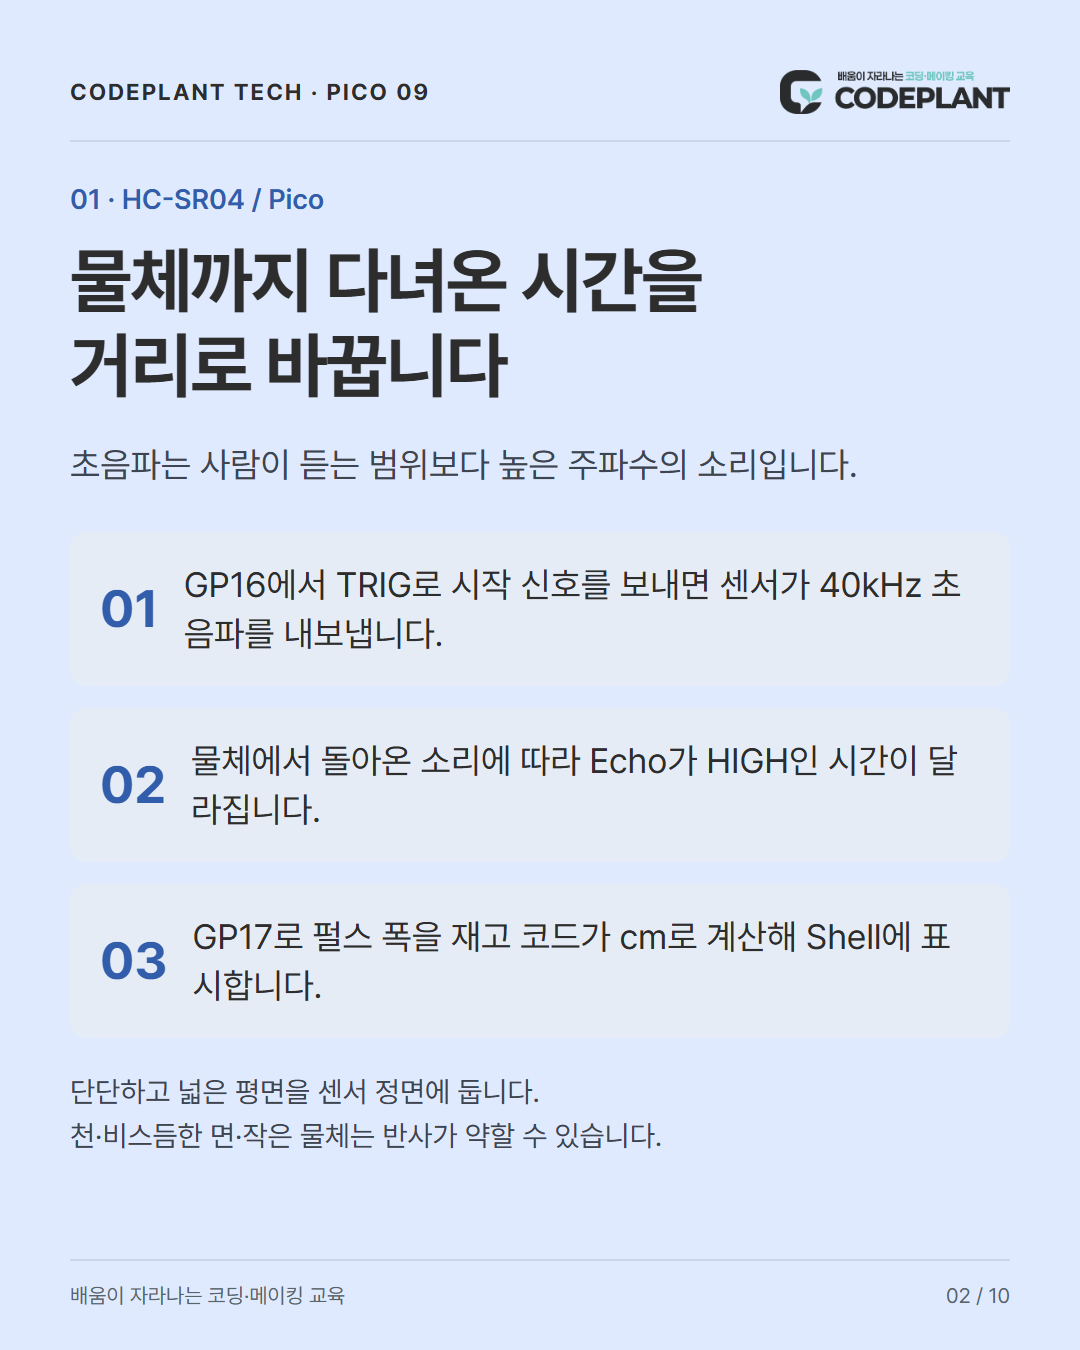 CODEPLANT TECH · PICO 09
배움이 자라나는 코딩·메이킹 교육
CODEPLANT
01 · HC-SR04 / Pico
물체까지 다녀온 시간을
거리로 바꿉니다
초음파는 사람이 듣는 범위보다 높은 주파수의 소리입니다.
01
GP16에서 TRIG로 시작 신호를 보내면 센서가 40kHz 초
음파를 내보냅니다.
02
물체에서 돌아온 소리에 따라 Echo가 HIGH인 시간이 달
라집니다.
03
GP17로 펄스 폭을 재고 코드가 cm로 계산해 Shell에 표
시합니다.
단단하고 넓은 평면을 센서 정면에 둡니다.
천·비스듬한 면·작은 물체는 반사가 약할 수 있습니다.
배움이 자라나는 코딩·메이킹 교육
02 / 10